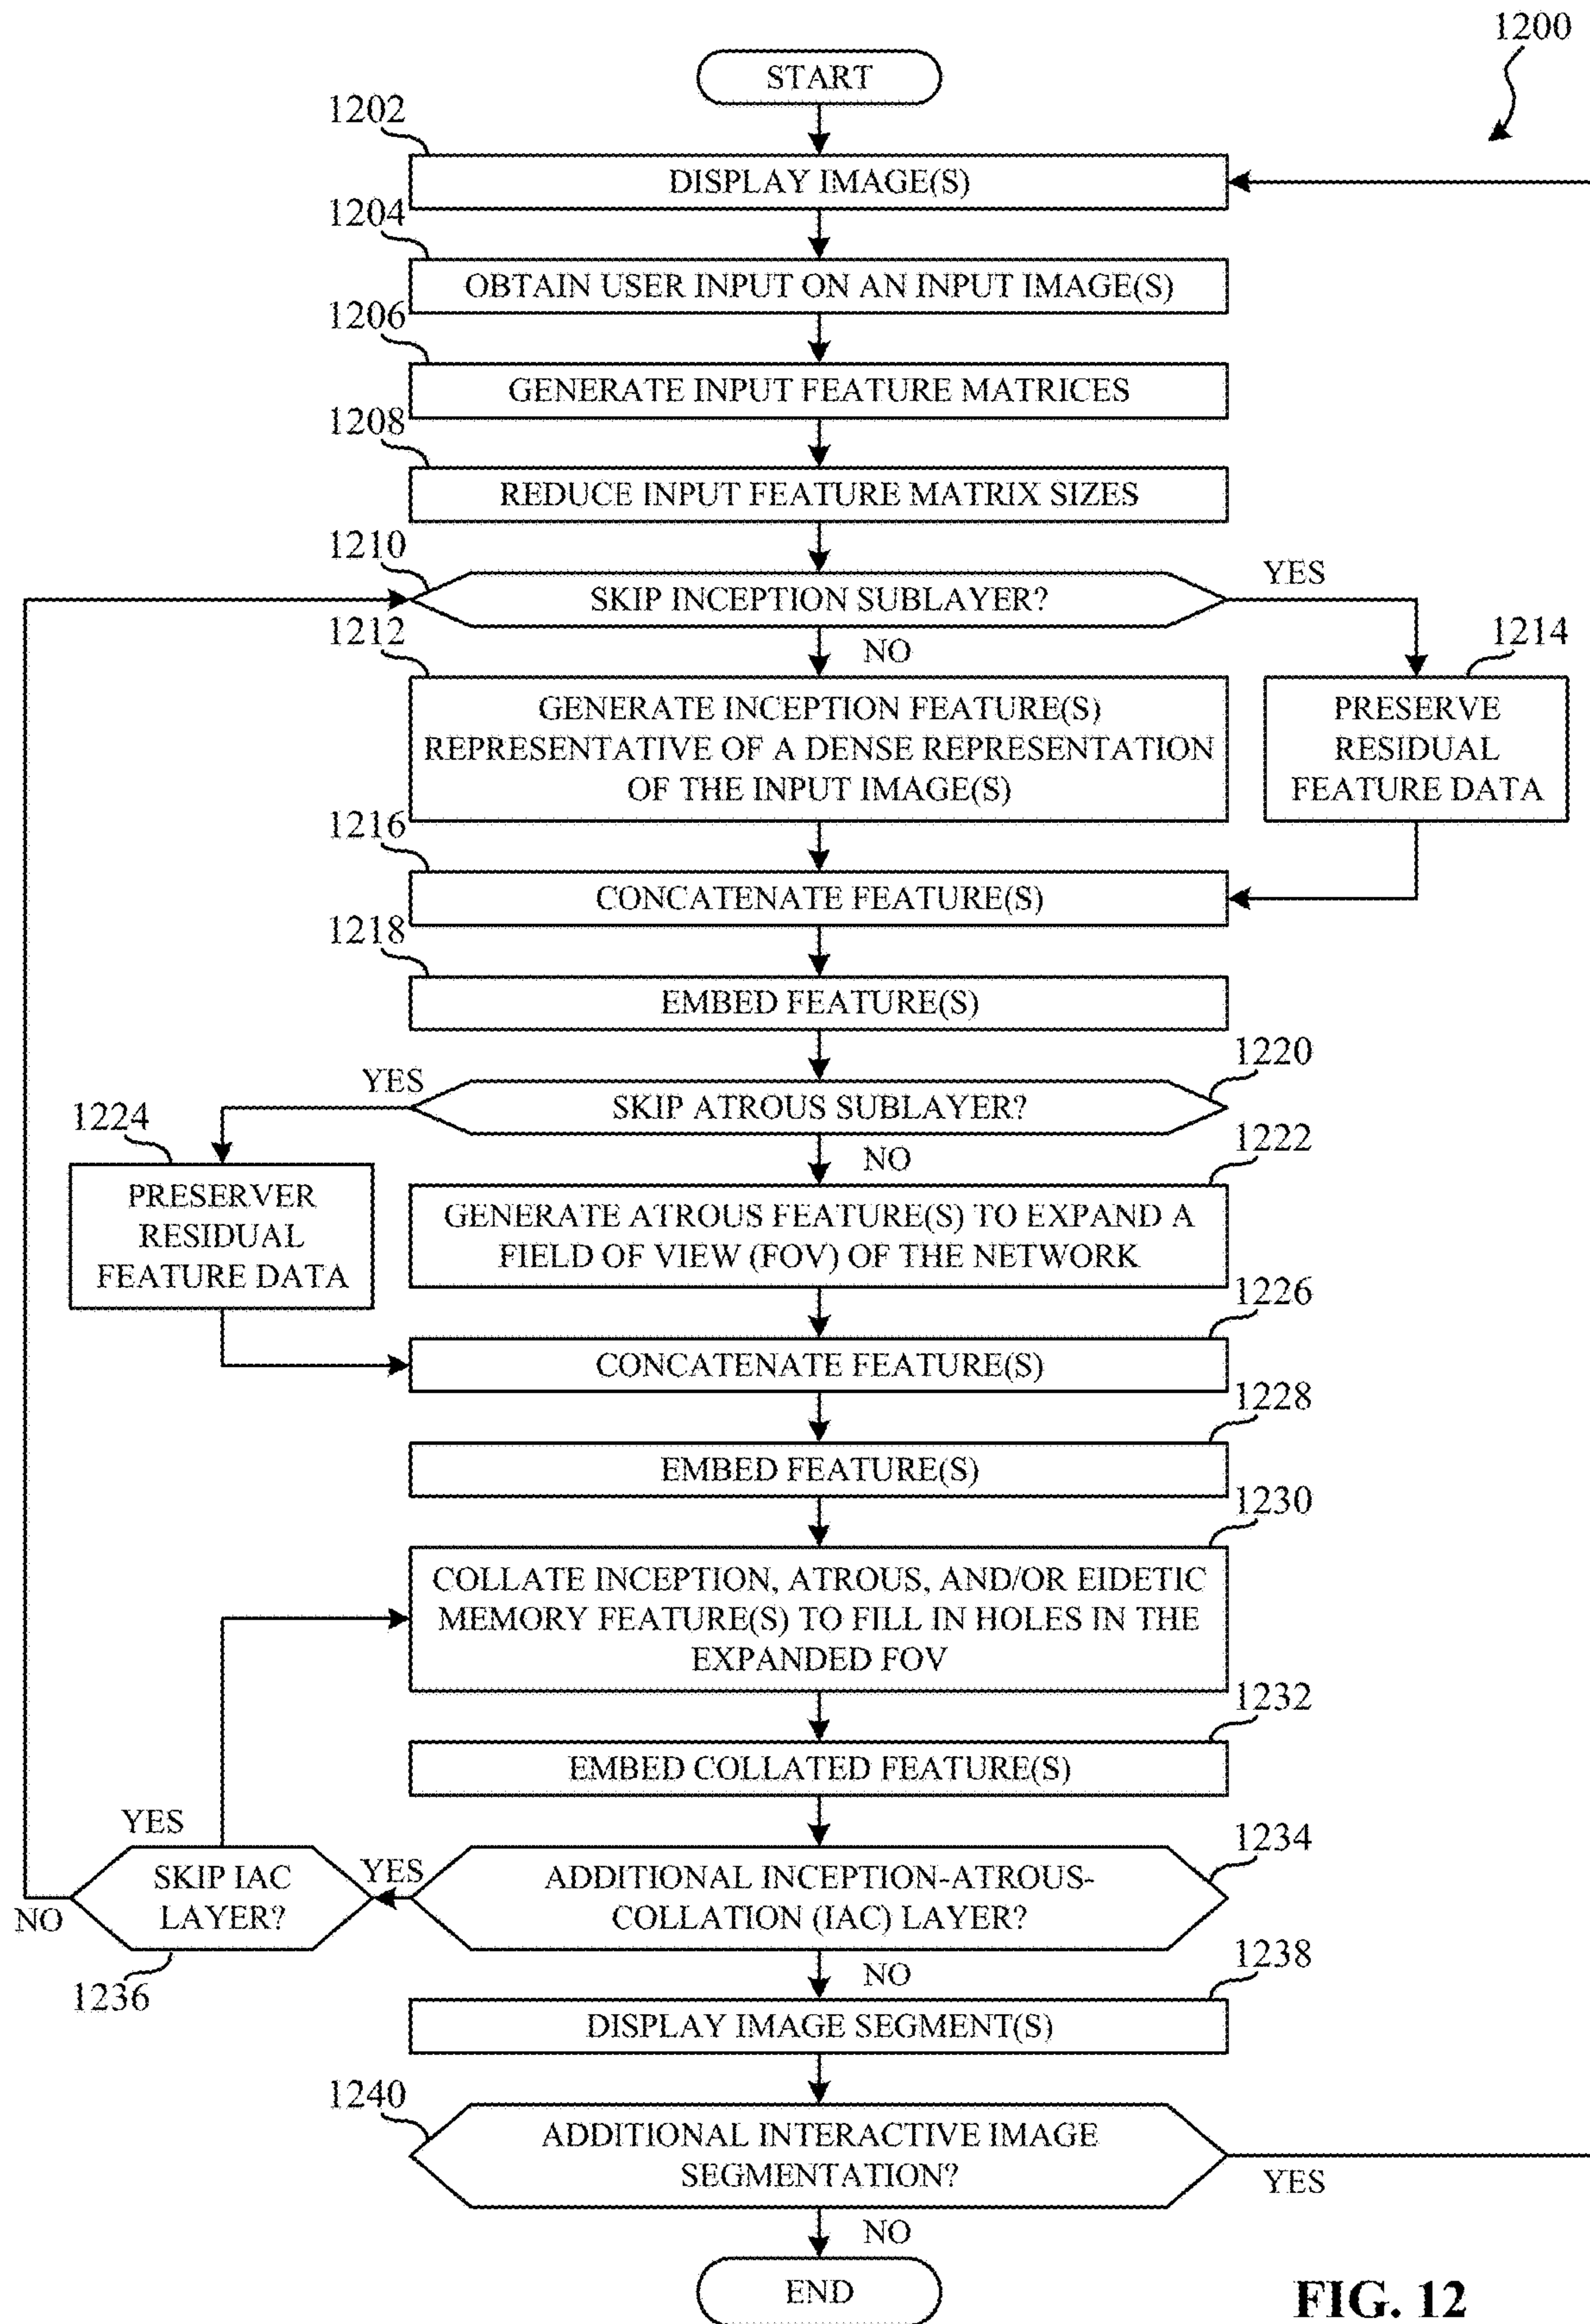 1200
START
1202
DISPLAY IMAGE(S)
1204
OBTAIN USER INPUT ON AN INPUT IMAGE(S)
1206
GENERATE INPUT FEATURE MATRICES
1208
REDUCE INPUT FEATURE MATRIX SIZES
1210
SKIP INCEPTION SUBLAYER?
YES
1212
NO
1214
GENERATE INCEPTION FEATURE(S)
REPRESENTATIVE OF A DENSE REPRESENTATION
OF THE INPUT IMAGE(S)
PRESERVE
RESIDUAL
FEATURE DATA
1216
CONCATENATE FEATURE(S)
1218
EMBED FEATURE(S)
1220
YES
SKIP ATROUS SUBLAYER?
1224
NO
1222
PRESERVER
RESIDUAL
FEATURE DATA
GENERATE ATROUS FEATURE(S) TO EXPAND A
FIELD OF VIEW (FOV) OF THE NETWORK
1226
CONCATENATE FEATURE(S)
1228
EMBED FEATURE(S)
1230
COLLATE INCEPTION, ATROUS, AND/OR EIDETIC
MEMORY FEATURE(S) TO FILL IN HOLES IN THE
EXPANDED FOV
1232
EMBED COLLATED FEATURE(S)
YES
1234
SKIP IAC
LAYER?
YES
ADDITIONAL INCEPTION-ATROUS-
COLLATION (IAC) LAYER?
NO
1236
NO
1238
DISPLAY IMAGE SEGMENT(S)
1240
ADDITIONAL INTERACTIVE IMAGE
SEGMENTATION?
YES
NO
END
FIG. 12